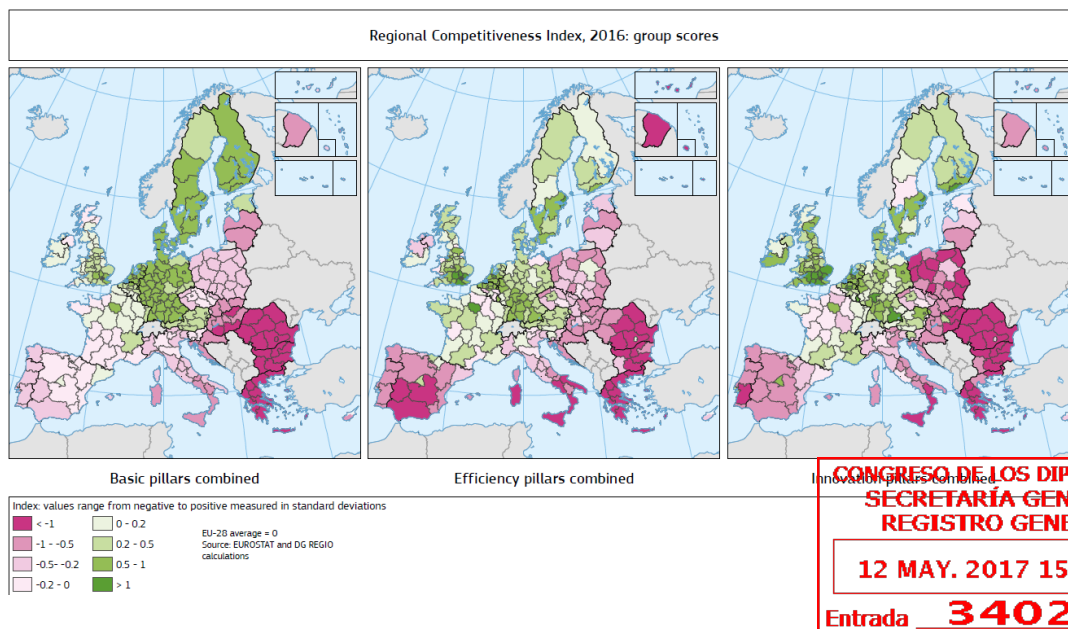 Regional Competitiveness Index, 2016: group scores
Basic pillars combined
Efficiency pillars combined
Innovation pillars combined
Index: values range from negative to positive measured in standard deviations
< -1
-1 - -0.5
-0.5- -0.2
-0.2 - 0
0 - 0.2
0.2 - 0.5
0.5 - 1
> 1
EU-28 average = 0
Source: EUROSTAT and DG REGIO
calculations
CONGRESO DE LOS DIP
SECRETARÍA GEN
REGISTRO GENE
12 MAY. 2017 15
Entrada 3402